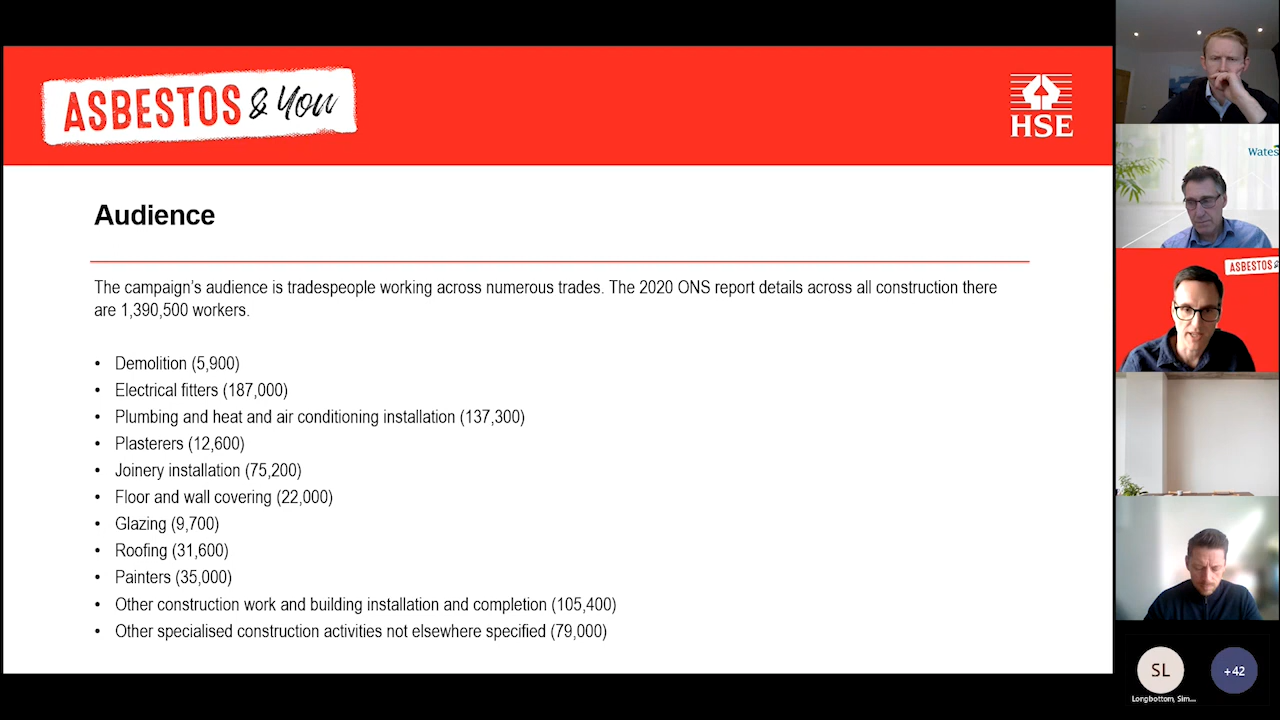 ASBESTOS & You
HSE
Audience
The campaign's audience is tradespeople working across numerous trades. The 2020 ONS report details across all construction there
are 1,390,500 workers.
• Demolition (5,900)
• Electrical fitters (187,000)
• Plumbing and heat and air conditioning installation (137,300)
• Plasterers (12,600)
• Joinery installation (75,200)
• Floor and wall covering (22,000)
• Glazing (9,700)
• Roofing (31,600)
• Painters (35,000)
• Other construction work and building installation and completion (105,400)
• Other specialised construction activities not elsewhere specified (79,000)
Wates
ASBESTOS
SL
+42
Longbottom, Sim...